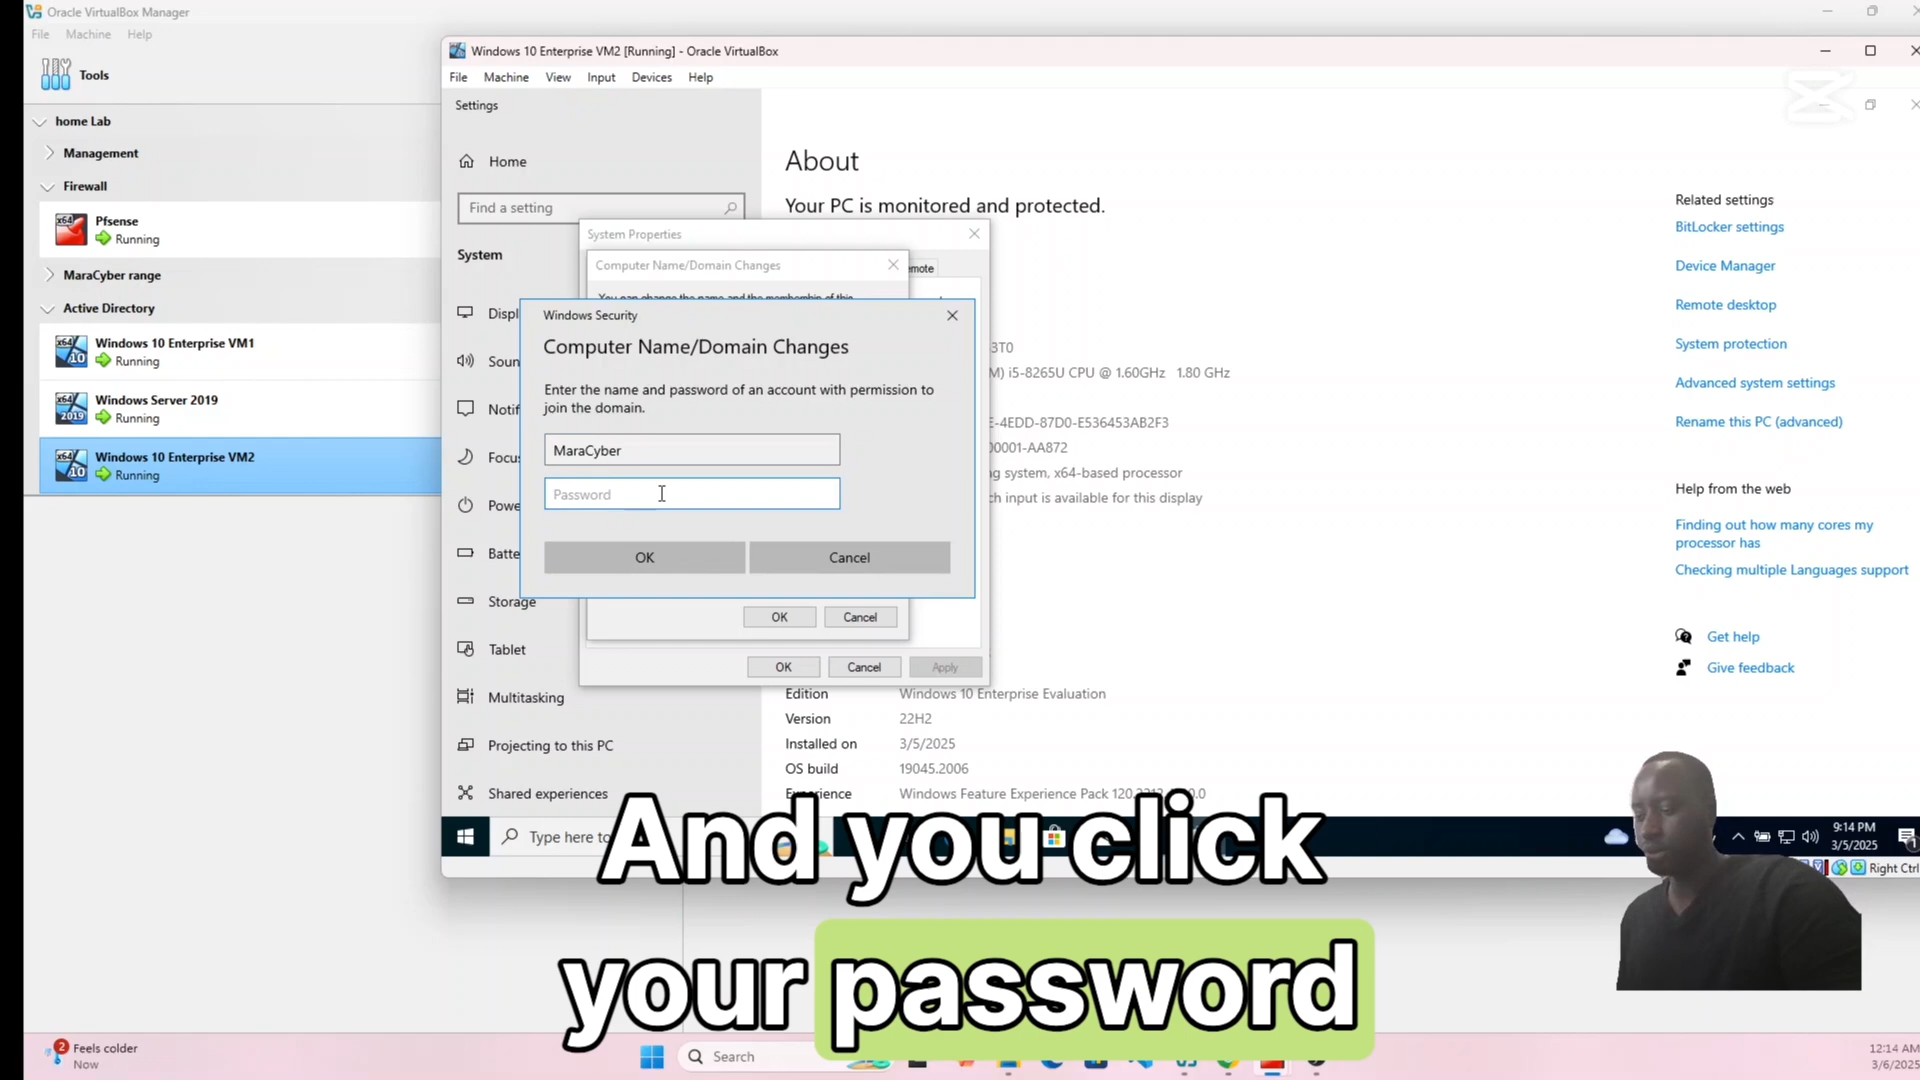 Oracle VirtualBox Manager
File Machine Help
Tools
home Lab
Management
Firewall
Pfsense
Running
MaraCyber range
Active Directory
Windows 10 Enterprise VM1
Running
Windows Server 2019
Running
Windows 10 Enterprise VM2
Running
Windows 10 Enterprise VM2 [Running] - Oracle VirtualBox
File Machine View Input Devices Help
Settings
Home
Find a setting
System
Displ
Soun
Notif
Focus
Powe
Batte
Storage
Tablet
Multitasking
Projecting to this PC
Shared experiences
About
Your PC is monitored and protected.
System Properties
Computer Name/Domain Changes
emote
You can change the name and the membership of this
Windows Security
Computer Name/Domain Changes
Enter the name and password of an account with permission to
join the domain.
MaraCyber
Password
OK Cancel
OK Cancel
OK Cancel Apply
3T0
M) i5-8265U CPU @ 1.60GHz 1.80 GHz
E-4EDD-87D0-E536453AB2F3
00001-AA872
ng system, x64-based processor
ch input is available for this display
Edition Windows 10 Enterprise Evaluation
Version 22H2
Installed on 3/5/2025
OS build 19045.2006
Experience Windows Feature Experience Pack
Related settings
BitLocker settings
Device Manager
Remote desktop
System protection
Advanced system settings
Rename this PC (advanced)
Help from the web
Finding out how many cores my
processor has
Checking multiple Languages support
Get help
Give feedback
Type here to
9:14 PM
3/5/2025
Right Ctrl
And you click
your password
2
Feels colder
Now
Search
12:14 AM
3/6/2025